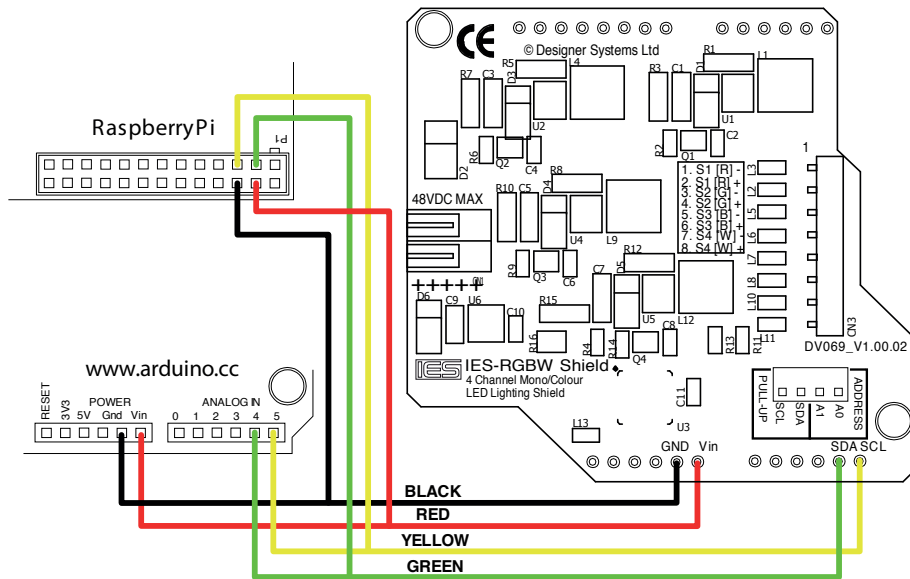 © Designer Systems Ltd
R1
L1
R5
L4
D3
D1
R7
C3
R3
C1
U2
U1
RaspberryPi
P1
R6
Q2
C4
R2
Q1
C2
D2
1
R8
D4
1. S1 [R] -
2. S1 [R] +
3. S2 [G] -
4. S2 [G] +
5. S3 [B] -
6. S3 [B] +
7. S4 [W] -
8. S4 [W] +
L3
L2
L5
L6
L7
L8
L10
L11
48VDC MAX
R10
C5
U4
L9
R12
D5
R9
Q3
C6
C7
CN1
+++++
D6
C9
U6
C10
R15
U5
L12
R16
R4
R14
Q4
C8
R13
R11
CN3
DV069_V1.00.02
IES
IES-RGBW Shield
4 Channel Mono/Colour
LED Lighting Shield
C11
U3
L13
PULL-UP
SCL
SDA
A1
A0
ADDRESS
www.arduino.cc
POWER
ANALOG IN
RESET
3V3
5V
Gnd
Vin
0
1
2
3
4
5
GND Vin
SDA SCL
BLACK
RED
YELLOW
GREEN